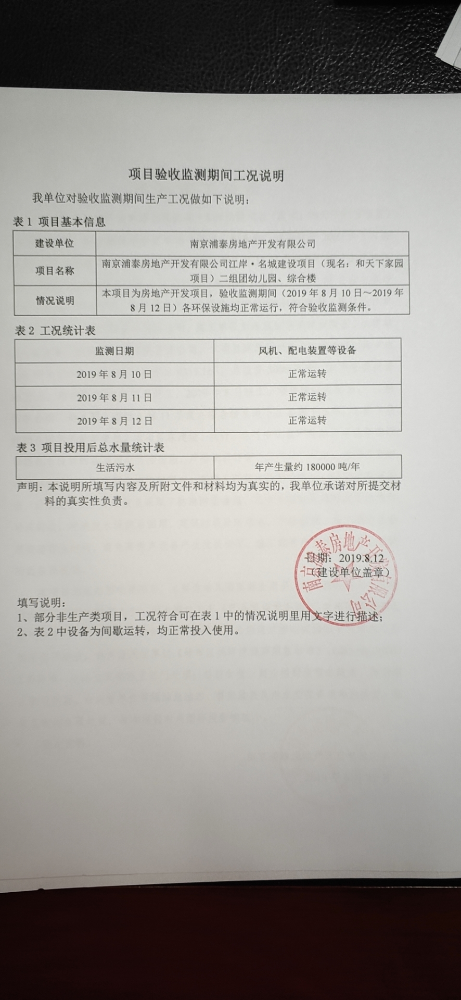 项目验收监测期间工况说明
我单位对验收监测期间生产工况做如下说明：
表 1 项目基本信息
建设单位 南京浦泰房地产开发有限公司
项目名称 南京浦泰房地产开发有限公司江岸·名城建设项目（现名：和天下家园
项目）二组团幼儿园、综合楼
情况说明 本项目为房地产开发项目，验收监测期间（2019 年 8 月 10 日～2019 年
8 月 12 日）各环保设施均正常运行，符合验收监测条件。
表 2 工况统计表
监测日期 风机、配电装置等设备
2019 年 8 月 10 日 正常运转
2019 年 8 月 11 日 正常运转
2019 年 8 月 12 日 正常运转
表 3 项目投用后总水量统计表
生活污水 年产生量约 180000 吨/年
声明：本说明所填写内容及所附文件和材料均为真实的，我单位承诺对所提交材
料的真实性负责。
南京浦泰房地产开发有限公司
日期：2019.8.12
（建设单位盖章）
填写说明：
1、部分非生产类项目，工况符合可在表 1 中的情况说明里用文字进行描述；
2、表 2 中设备为间歇运转，均正常投入使用。